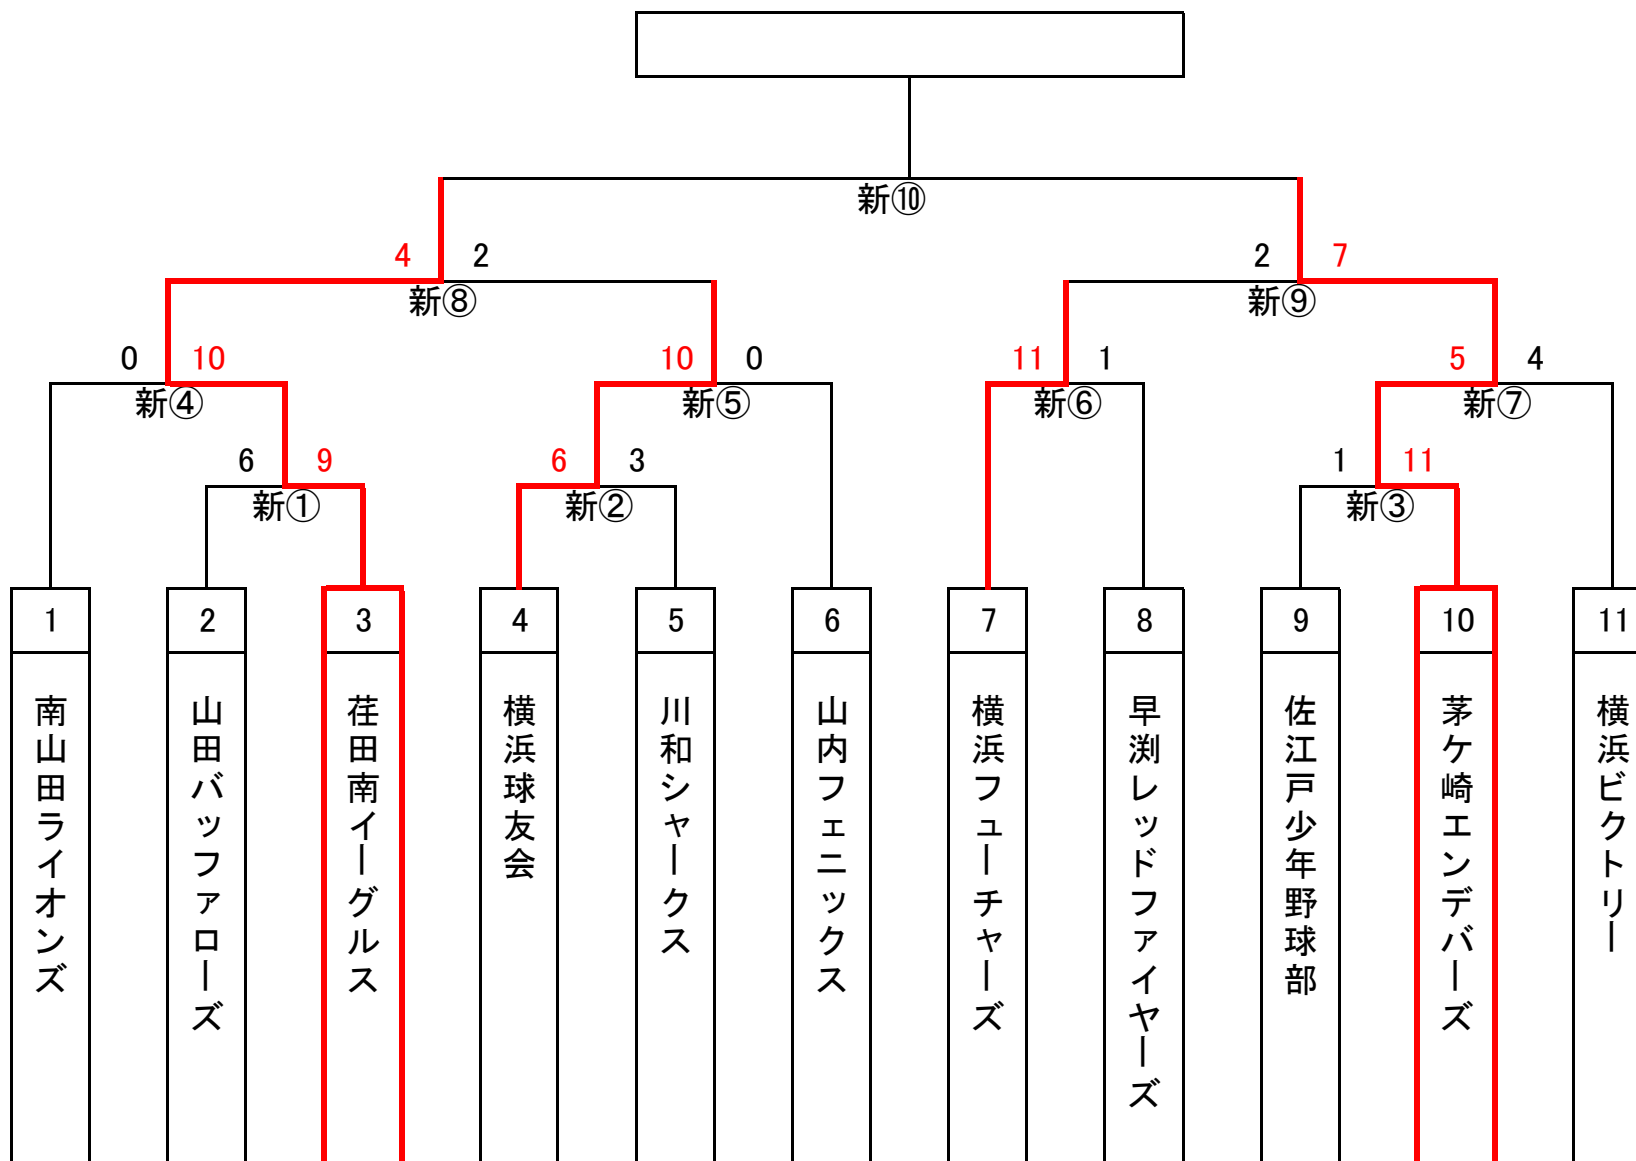 新⑩
4 2 2 7
新⑧ 新⑨
0 10 10 0 11 1 5 4
新④ 新⑤ 新⑥ 新⑦
6 9 6 3 1 11
新① 新② 新③
1 2 3 4 5 6 7 8 9 10 11
南山田ライオンズ
山田バッファローズ
荏田南イーグルス
横浜球友会
川和シャークス
山内フェニックス
横浜フューチャーズ
早渕レッドファイヤーズ
佐江戸少年野球部
茅ケ崎エンデバーズ
横浜ビクトリー